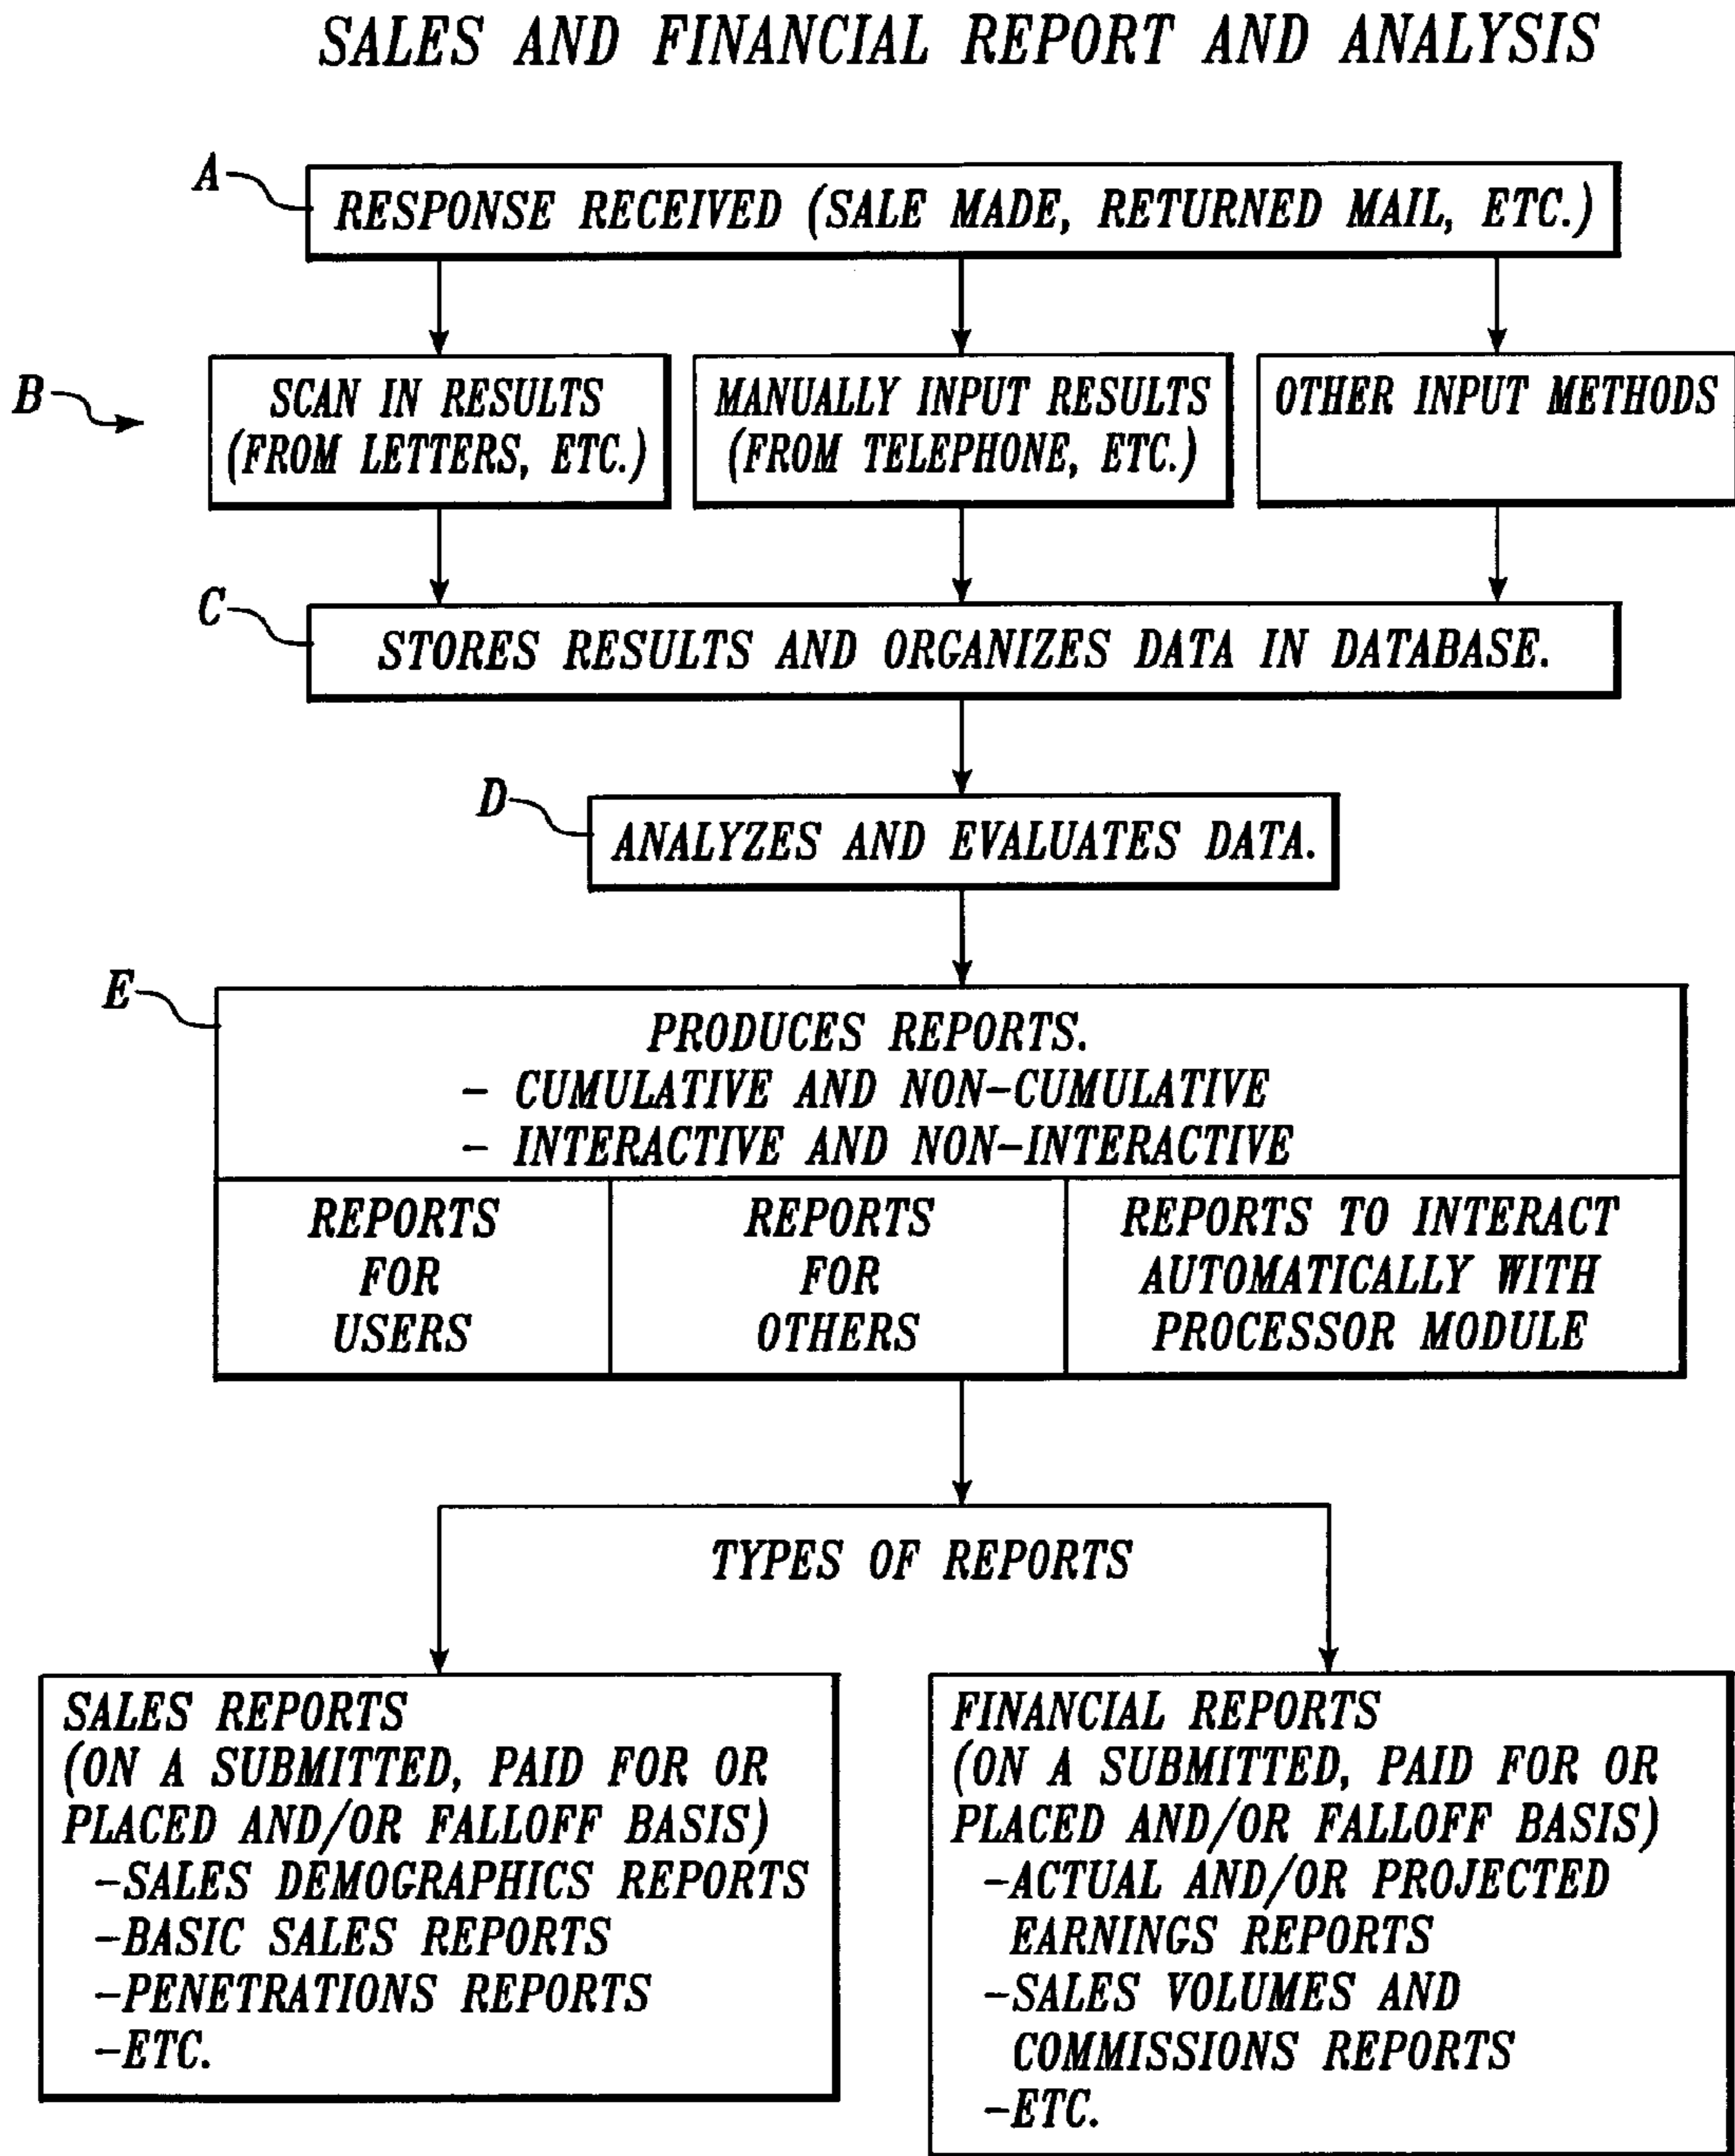 SALES AND FINANCIAL REPORT AND ANALYSIS
A
RESPONSE RECEIVED (SALE MADE, RETURNED MAIL, ETC.)
B
SCAN IN RESULTS
(FROM LETTERS, ETC.)
MANUALLY INPUT RESULTS
(FROM TELEPHONE, ETC.)
OTHER INPUT METHODS
C
STORES RESULTS AND ORGANIZES DATA IN DATABASE.
D
ANALYZES AND EVALUATES DATA.
E
PRODUCES REPORTS.
- CUMULATIVE AND NON-CUMULATIVE
- INTERACTIVE AND NON-INTERACTIVE
REPORTS
FOR
USERS
REPORTS
FOR
OTHERS
REPORTS TO INTERACT
AUTOMATICALLY WITH
PROCESSOR MODULE
TYPES OF REPORTS
SALES REPORTS
(ON A SUBMITTED, PAID FOR OR
PLACED AND/OR FALLOFF BASIS)
-SALES DEMOGRAPHICS REPORTS
-BASIC SALES REPORTS
-PENETRATIONS REPORTS
-ETC.
FINANCIAL REPORTS
(ON A SUBMITTED, PAID FOR OR
PLACED AND/OR FALLOFF BASIS)
-ACTUAL AND/OR PROJECTED
EARNINGS REPORTS
-SALES VOLUMES AND
COMMISSIONS REPORTS
-ETC.